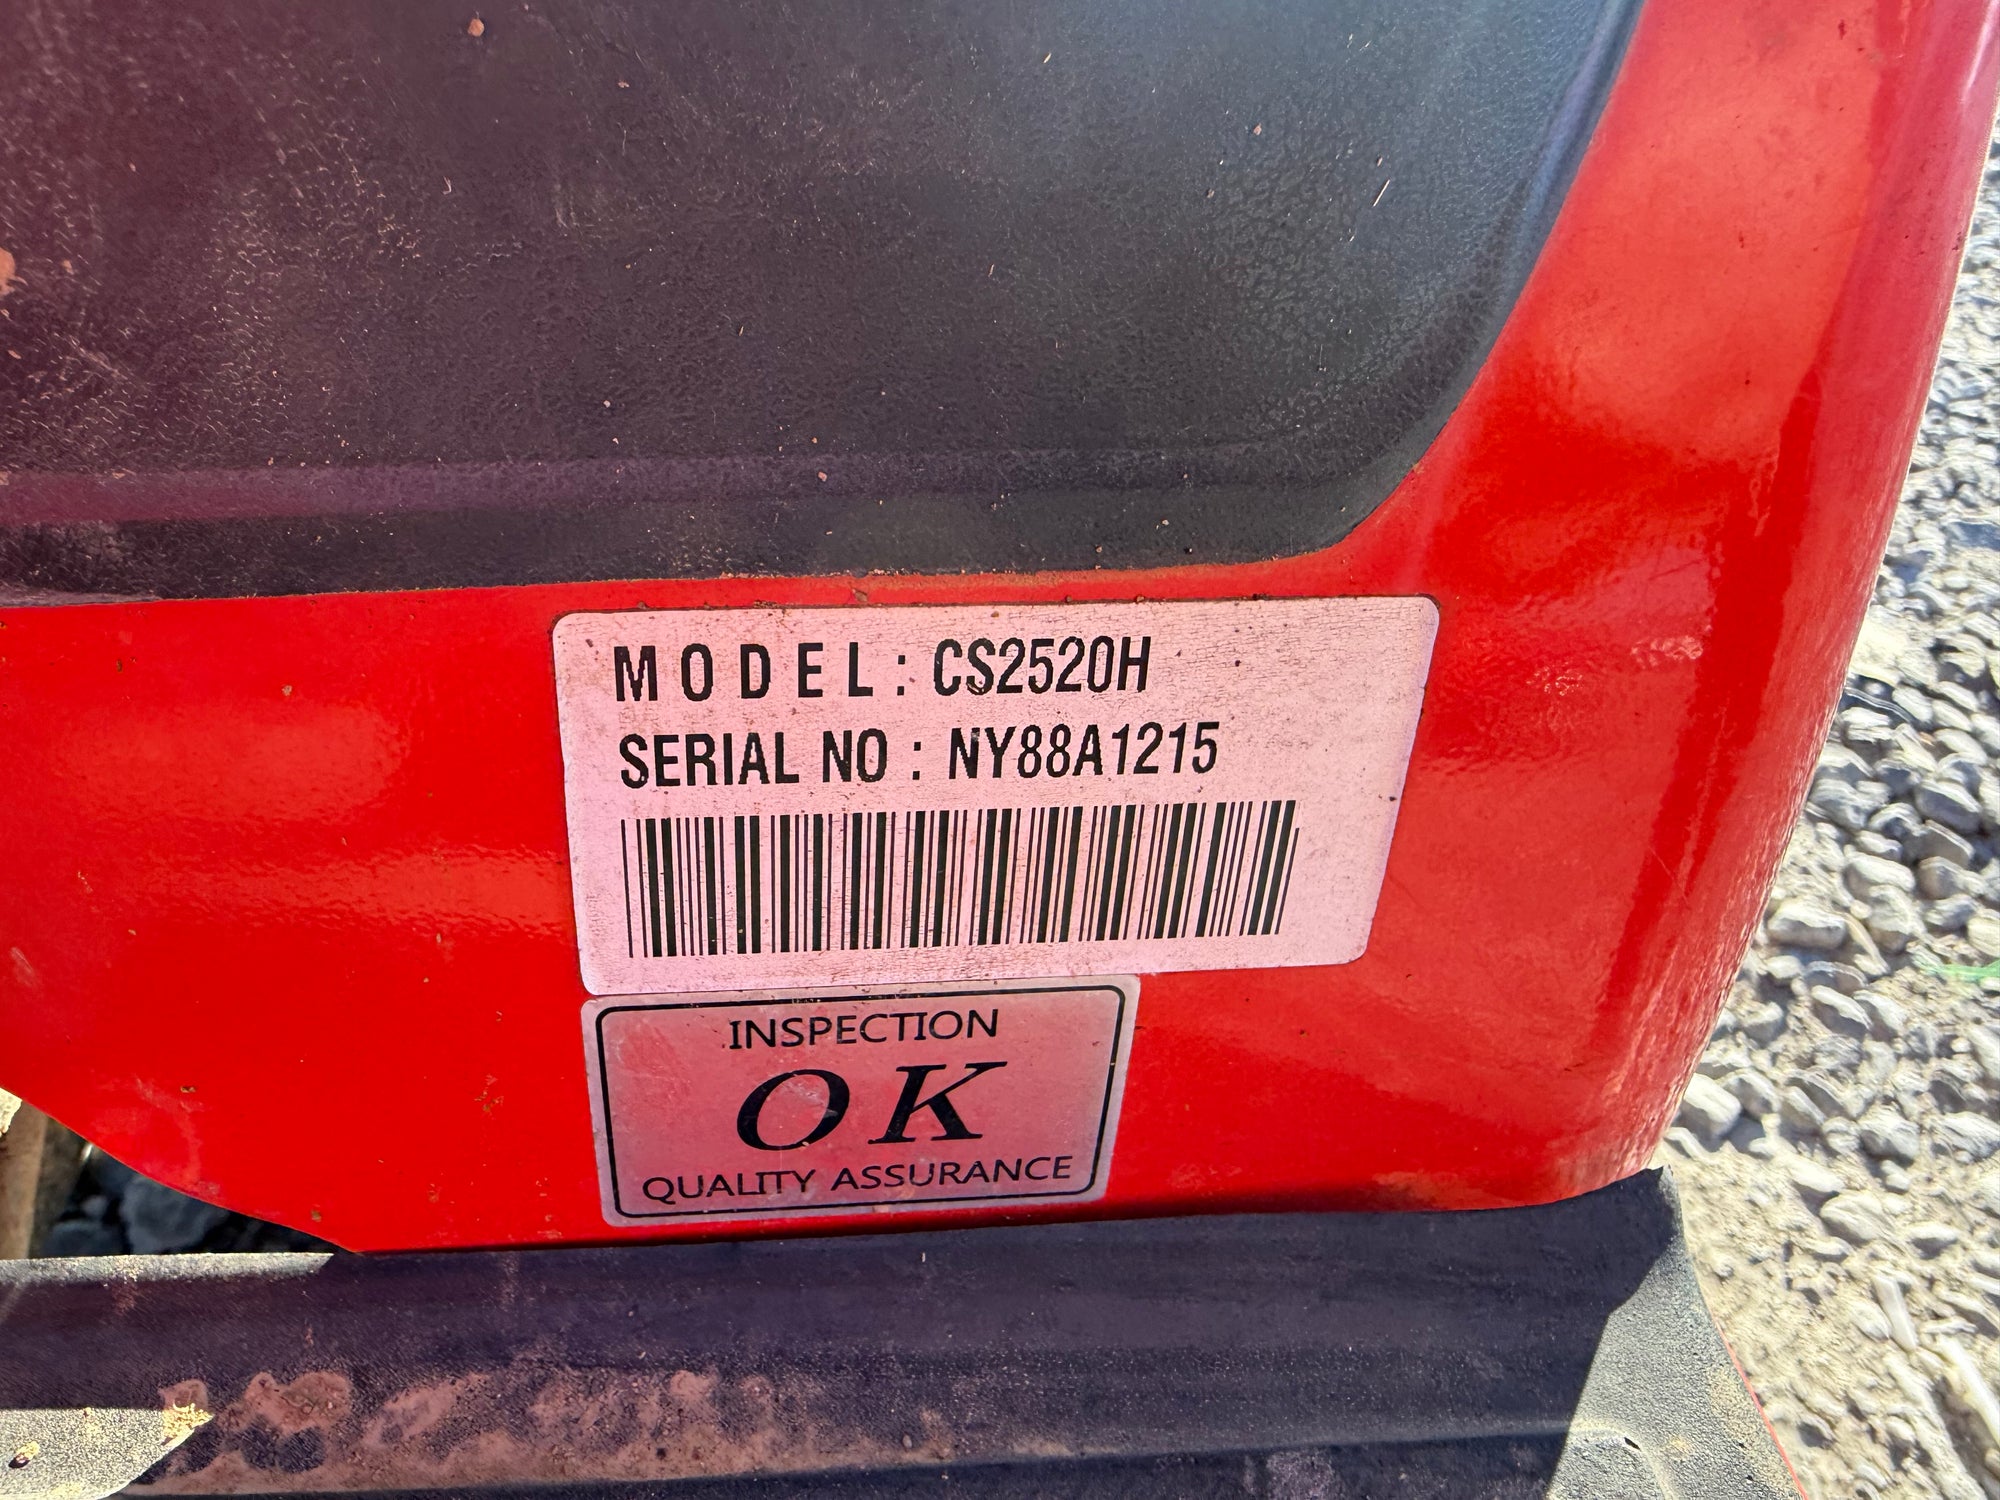 MODEL: CS2520H
SERIAL NO: NY88A1215
INSPECTION
OK
QUALITY ASSURANCE